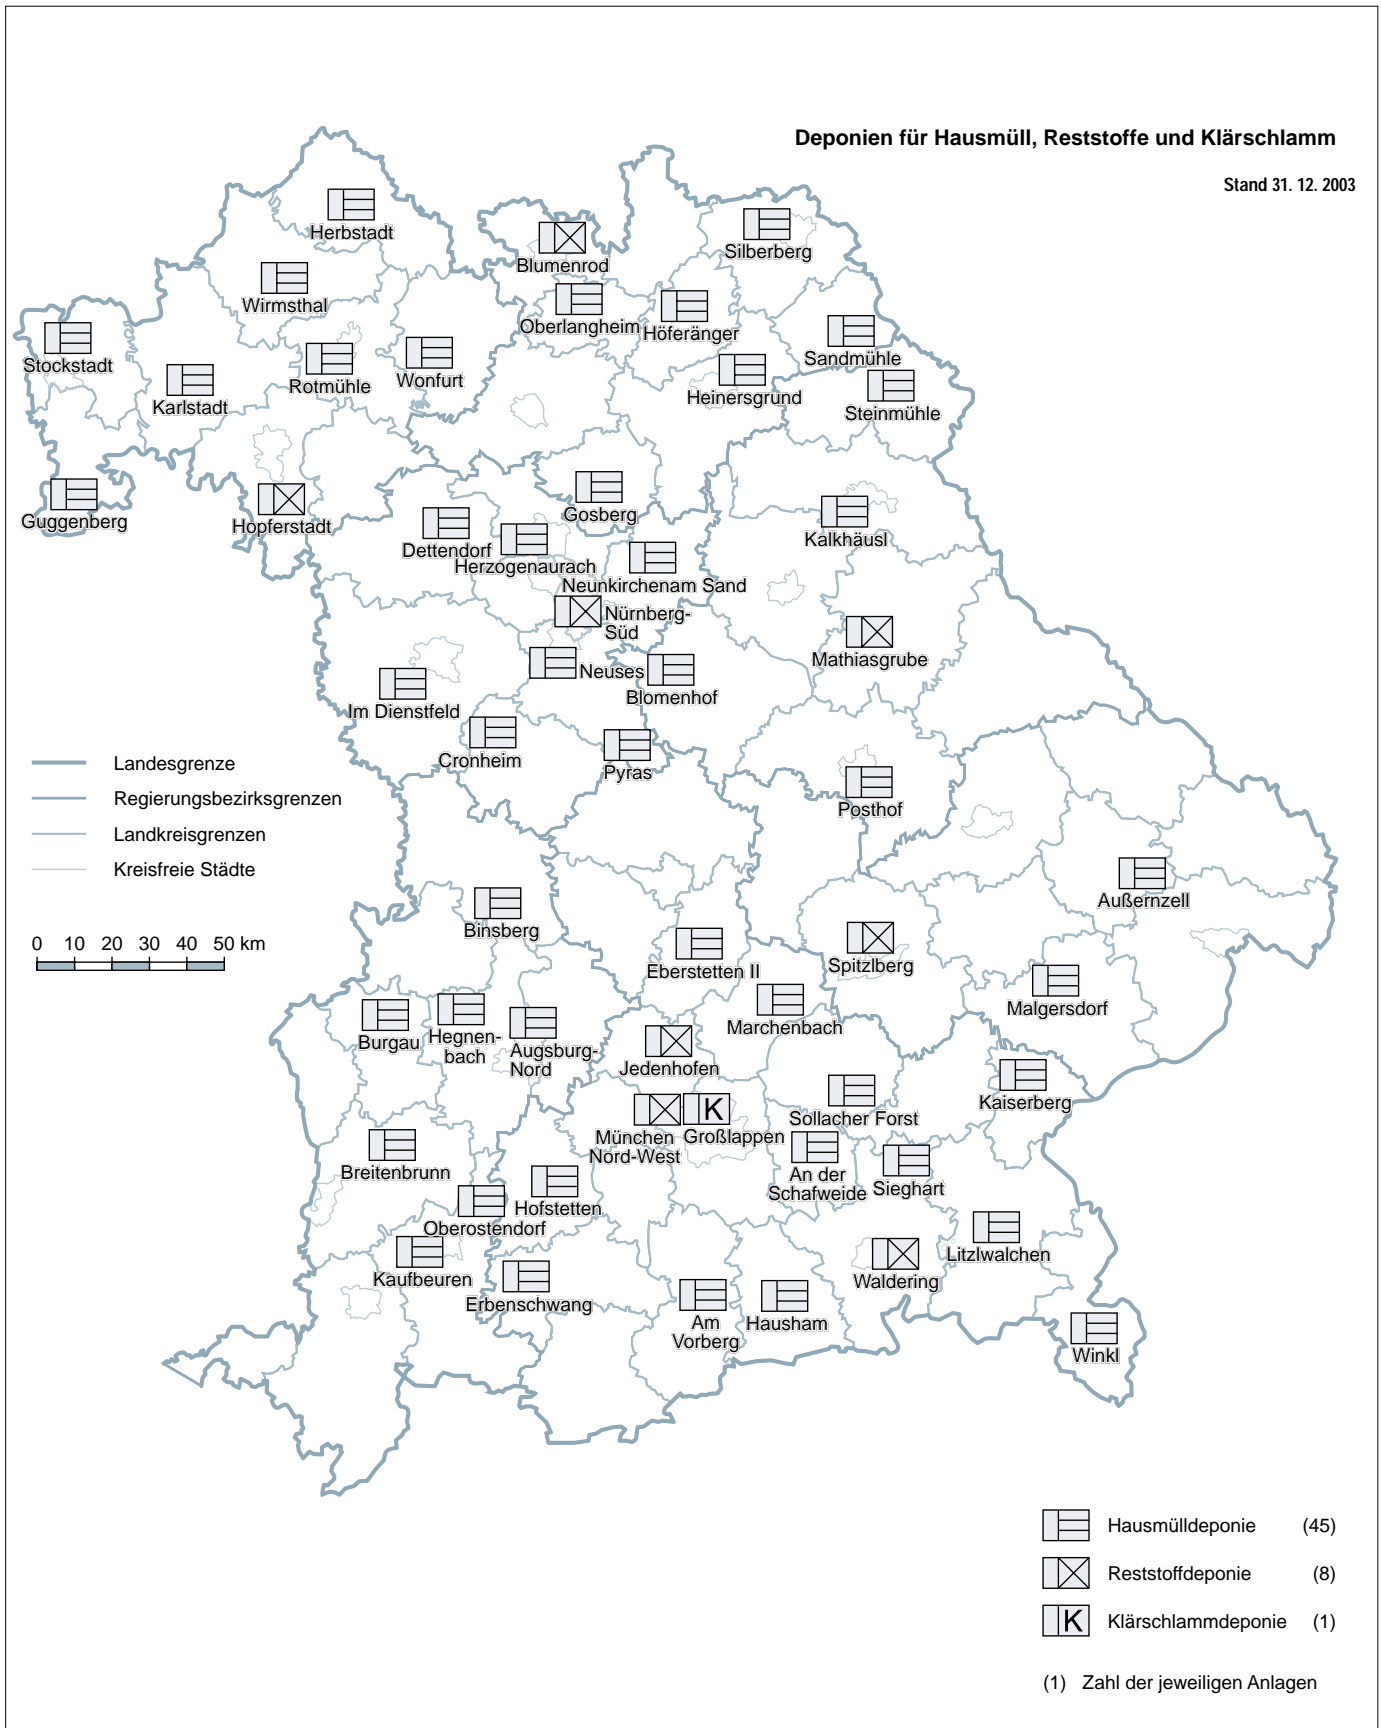 Deponien für Hausmüll, Reststoffe und Klärschlamm
Stand 31. 12. 2003
Herbstadt
Silberberg
Blumenrod
Wirmsthal
Oberlangheim
Höferänger
Stockstadt
Sandmühle
Rotmühle
Wonfurt
Karlstadt
Heinersgrund
Steinmühle
Guggenberg
Hopferstadt
Gosberg
Kalkhäusl
Dettendorf
Herzogenaurach
Neunkirchenam Sand
Nürnberg-
Süd
Mathiasgrube
Neuses
Blomenhof
Im Dienstfeld
Cronheim
Pyras
Posthof
Landesgrenze
Regierungsbezirksgrenzen
Landkreisgrenzen
Kreisfreie Städte
0 10 20 30 40 50 km
Außernzell
Binsberg
Eberstetten II
Spitzlberg
Malgersdorf
Marchenbach
Burgau
Hegnen-
bach
Augsburg-
Nord
Jedenhofen
Kaiserberg
Sollacher Forst
K
München
Nord-West
Großlappen
An der
Schafweide
Sieghart
Breitenbrunn
Hofstetten
Oberostendorf
Litzlwalchen
Kaufbeuren
Waldering
Erbenschwang
Am
Vorberg
Hausham
Winkl
Hausmülldeponie (45)
Reststoffdeponie (8)
K Klärschlammdeponie (1)
(1) Zahl der jeweiligen Anlagen